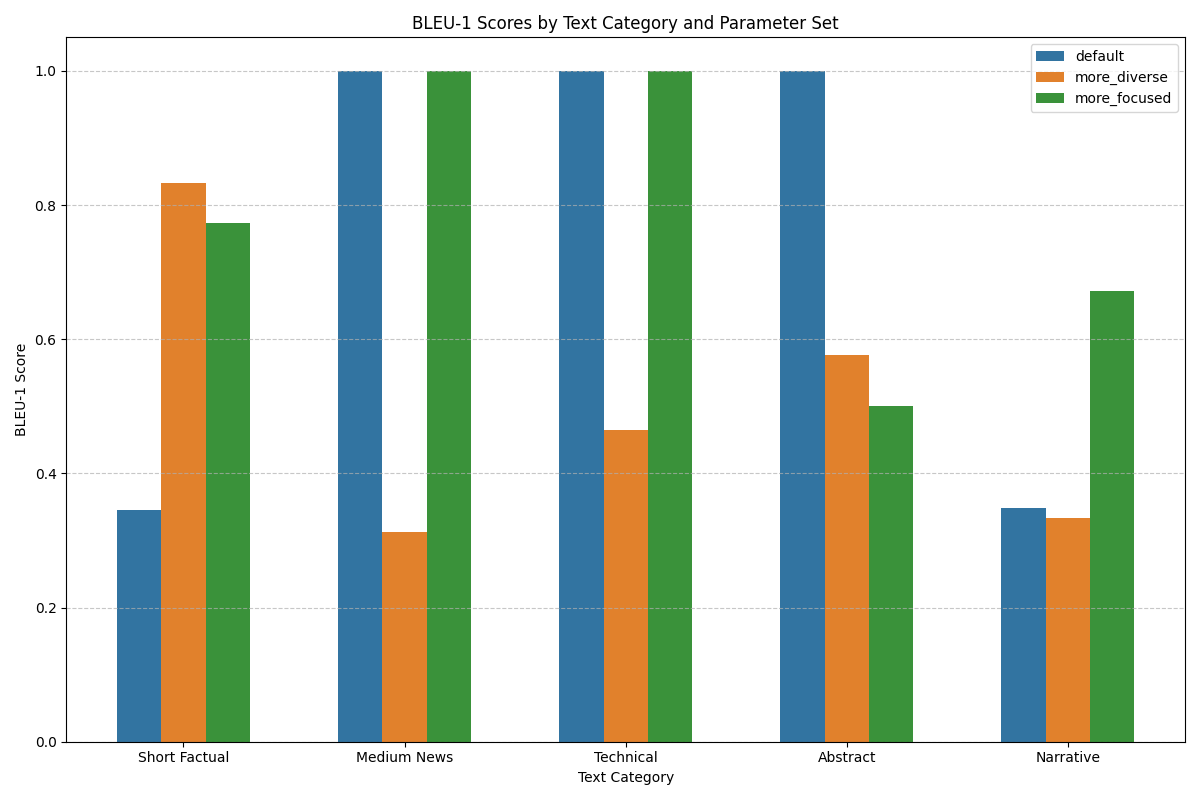 BLEU-1 Scores by Text Category and Parameter Set
default
more_diverse
more_focused
BLEU-1 Score
1.0
0.8
0.6
0.4
0.2
0.0
Short Factual
Medium News
Technical
Abstract
Narrative
Text Category